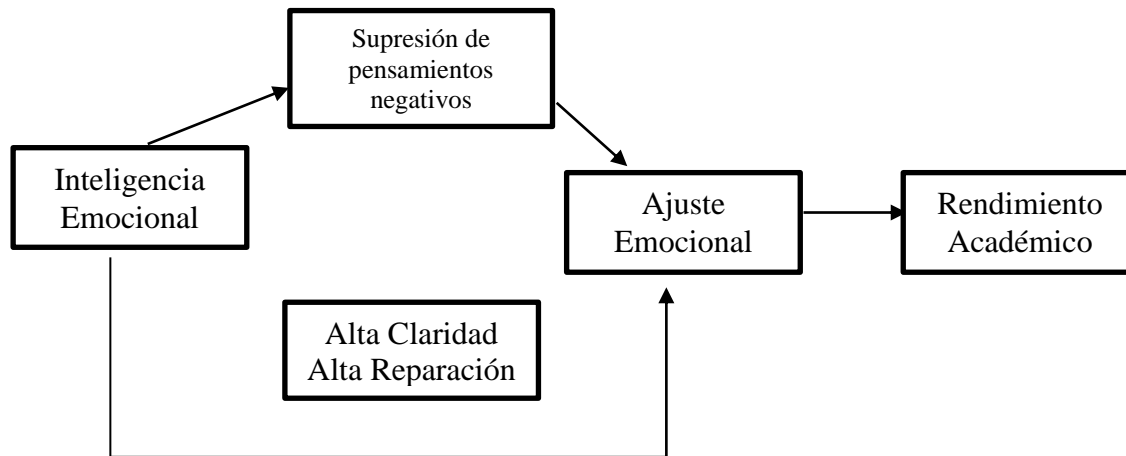 Supresión de
pensamientos
negativos
Inteligencia
Emocional
Ajuste
Emocional
Rendimiento
Académico
Alta Claridad
Alta Reparación